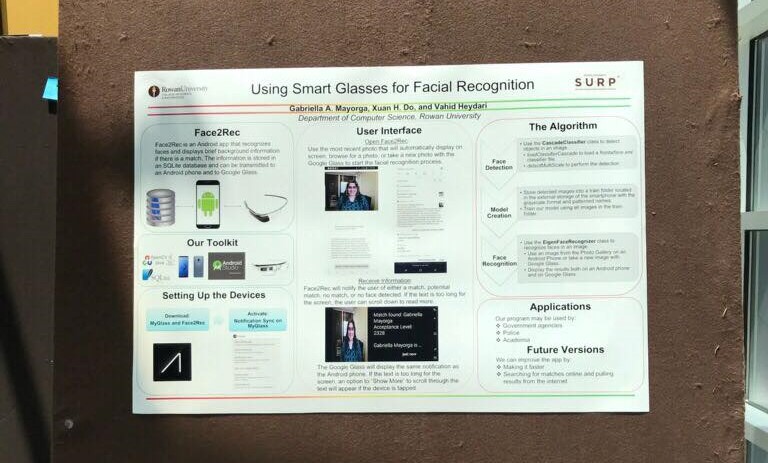 Rowan University
Using Smart Glasses for Facial Recognition
SURP
Gabriella A. Mayorga, Xuan H. Do, and Vahid Heydari
Department of Computer Science, Rowan University
Face2Rec
Face2Rec is an Android app that recognizes
faces and displays brief background information
if there is a match. The information is stored in
an SQLite database and can be transmitted to
an Android phone and to Google Glass.
Our Toolkit
SQLite
Android
Studio
Setting Up the Devices
Download
MyGlass and Face2Rec
Activate
Notification Sync on
MyGlass
User Interface
Open Face2Rec
Use the most recent photo that will automatically display on
screen, browse for a photo, or take a new photo with the
Google Glass to start the facial recognition process.
Receive Information
Face2Rec will notify the user of either a match, potential
match, no match, or no face detected. If the text is too long for
the screen, the user can scroll down to read more.
Match found: Gabriella
Mayorga
Acceptance Level:
2328
Gabriella Mayorga is ...
just now
The Google Glass will display the same notification as
the Android phone. If the text is too long for the
screen, an option to "Show More" to scroll through the
text will appear if the device is tapped.
The Algorithm
Face
Detection
• Use the CascadeClassifier class to detect
objects in an image.
• detectMultiScale to perform the detection.
Model
Creation
• Store detected images into a train folder located
in the external storage of the smartphone with the
grayscale format and patterned names.
• Train our model using all images in the train
folder.
Face
Recognition
• Use the EigenFaceRecognizer class to
recognize faces in an image.
• Use an image from the Photo Gallery on an
Android Phone or take a new image with
Google Glass.
• Display the results both on an Android phone
and on Google Glass.
Applications
Our program may be used by:
❖ Government agencies
❖ Police
❖ Academia
Future Versions
We can improve the app by:
❖ Making it faster
❖ Searching for matches online and pulling
results from the internet